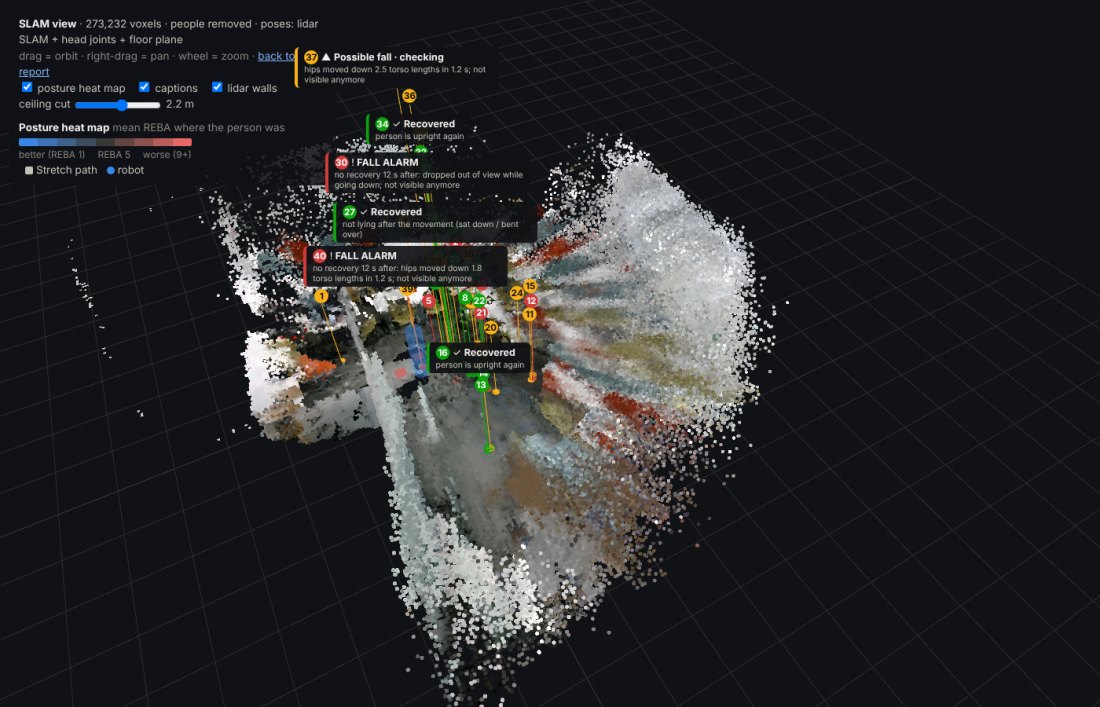 SLAM view · 273,232 voxels · people removed · poses: lidar
SLAM + head joints + floor plane
drag = orbit · right-drag = pan · wheel = zoom · back to
report
posture heat map captions lidar walls
ceiling cut 2.2 m
Posture heat map mean REBA where the person was
better (REBA 1) REBA 5 worse (9+)
Stretch path robot
37 ▲ Possible fall · checking
hips moved down 2.5 torso lengths in 1.2 s; not
visible anymore
36
34 ✓ Recovered
person is upright again
30 ! FALL ALARM
no recovery 12 s after: dropped out of view while
going down; not visible anymore
27 ✓ Recovered
not lying after the movement (sat down / bent
over)
40 ! FALL ALARM
no recovery 12 s after: hips moved down 1.8
torso lengths in 1.2 s; not visible anymore
1
5
8
22
21
20
24
15
12
11
16 ✓ Recovered
person is upright again
13